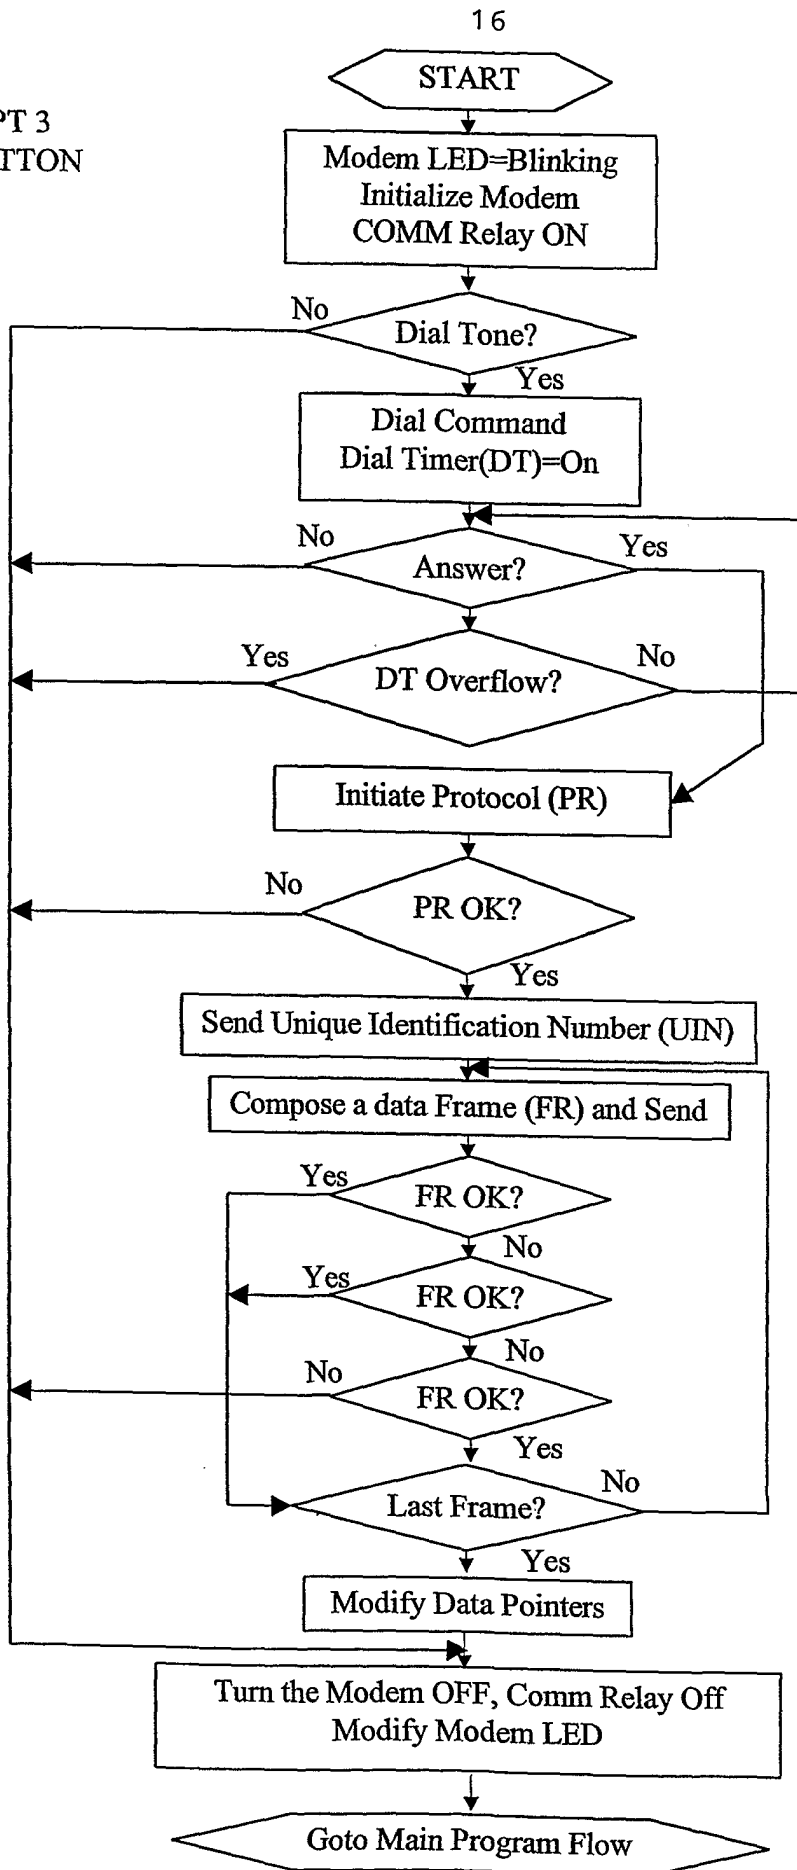 16
START
PT 3
TTON
Modem LED=Blinking
Initialize Modem
COMM Relay ON
No
Dial Tone?
Yes
Dial Command
Dial Timer(DT)=On
No
Answer?
Yes
Yes
DT Overflow?
No
Initiate Protocol (PR)
No
PR OK?
Yes
Send Unique Identification Number (UIN)
Compose a data Frame (FR) and Send
Yes
FR OK?
No
Yes
FR OK?
No
No
FR OK?
Yes
Last Frame?
No
Yes
Modify Data Pointers
Turn the Modem OFF, Comm Relay Off
Modify Modem LED
Goto Main Program Flow